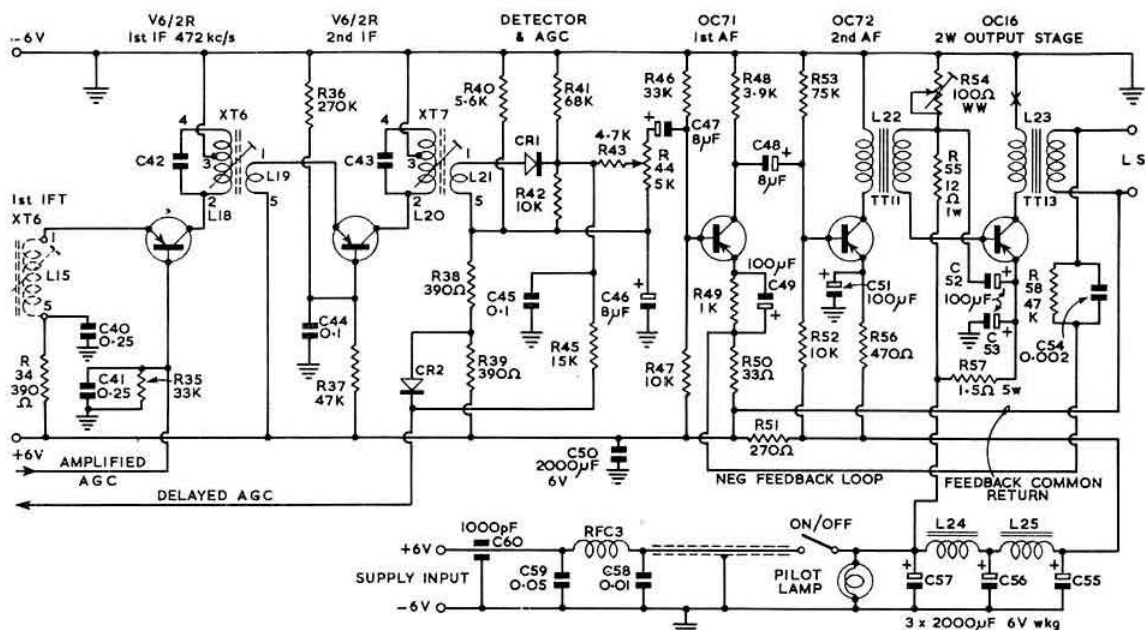 V6/2R
1st IF 472 kc/s
V6/2R
2nd IF
DETECTOR
& AGC
OC71
1st AF
OC72
2nd AF
OC16
2W OUTPUT STAGE
-6V
R36
270K
R40
5.6K
R41
68K
R46
33K
R48
3.9K
R53
75K
R54
100Ω
WW
4
XT6
3
C42
1
L19
5
2
L18
4
XT7
3
C43
1
L21
5
2
L20
CR1
4.7K
R43
R42
10K
C47
8μF
R
44
5K
C48
8μF
L22
TT11
R
55
12
Ω
1w
L23
TT13
LS
1st IFT
XT6
1
L15
5
C40
0.25
R
34
390
Ω
C41
0.25
R35
33K
C44
0.1
R37
47K
R38
390Ω
C45
0.1
C46
8μF
R39
390Ω
R45
15K
CR2
R47
10K
100μF
C49
R49
1K
R50
33Ω
C51
100μF
R52
10K
R56
470Ω
C
52
100μF
C
53
R
58
47
K
C54
0.002
R57
1.5Ω 5w
R51
270Ω
+6V
AMPLIFIED
AGC
DELAYED AGC
C50
2000μF
6V
NEG FEEDBACK LOOP
FEEDBACK COMMON
RETURN
1000pF
C60
RFC3
ON/OFF
L24
L25
+6V
SUPPLY INPUT
-6V
C59
0.05
C58
0.01
PILOT
LAMP
C57
C56
C55
3 x 2000μF 6V wkg